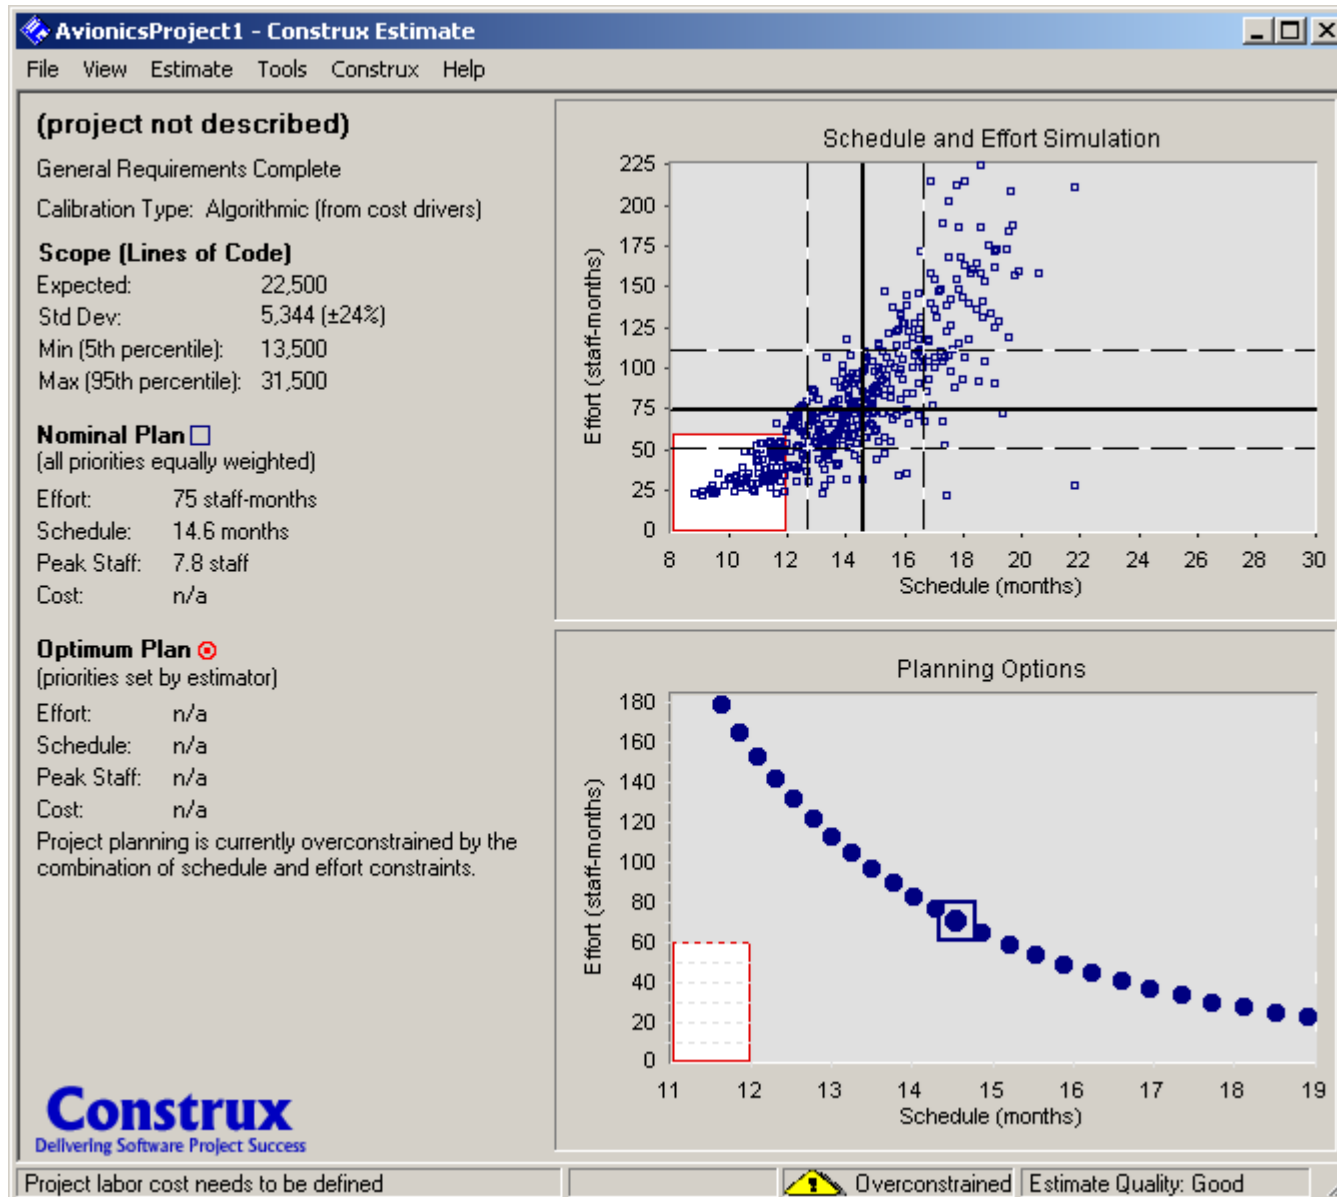 AvionicsProject1 - Construx Estimate
File View Estimate Tools Construx Help
(project not described)
General Requirements Complete
Calibration Type: Algorithmic (from cost drivers)
Scope (Lines of Code)
Expected: 22,500
Std Dev: 5,344 (±24%)
Min (5th percentile): 13,500
Max (95th percentile): 31,500
Nominal Plan
(all priorities equally weighted)
Effort: 75 staff-months
Schedule: 14.6 months
Peak Staff: 7.8 staff
Cost: n/a
Optimum Plan
(priorities set by estimator)
Effort: n/a
Schedule: n/a
Peak Staff: n/a
Cost: n/a
Project planning is currently overconstrained by the
combination of schedule and effort constraints.
Construx
Delivering Software Project Success
Schedule and Effort Simulation
Effort (staff-months)
225
200
175
150
125
100
75
50
25
0
8 10 12 14 16 18 20 22 24 26 28 30
Schedule (months)
Planning Options
Effort (staff-months)
180
160
140
120
100
80
60
40
20
0
11 12 13 14 15 16 17 18 19
Schedule (months)
Project labor cost needs to be defined
Overconstrained
Estimate Quality: Good